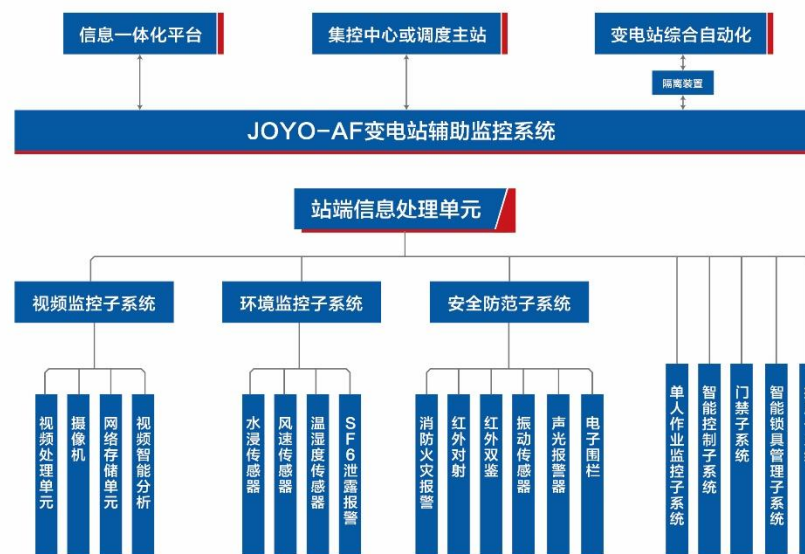 信息一体化平台
集控中心或调度主站
变电站综合自动化
隔离装置
JOYO-AF变电站辅助监控系统
站端信息处理单元
视频监控子系统
环境监控子系统
安全防范子系统
视频处理单元
摄像机
网络存储单元
视频智能分析
水浸传感器
风速传感器
温湿度传感器
SF6泄露报警
消防火灾报警
红外对射
红外双鉴
振动传感器
声光报警器
电子围栏
单人作业监控子系统
智能控制子系统
门禁子系统
智能锁具管理子系统